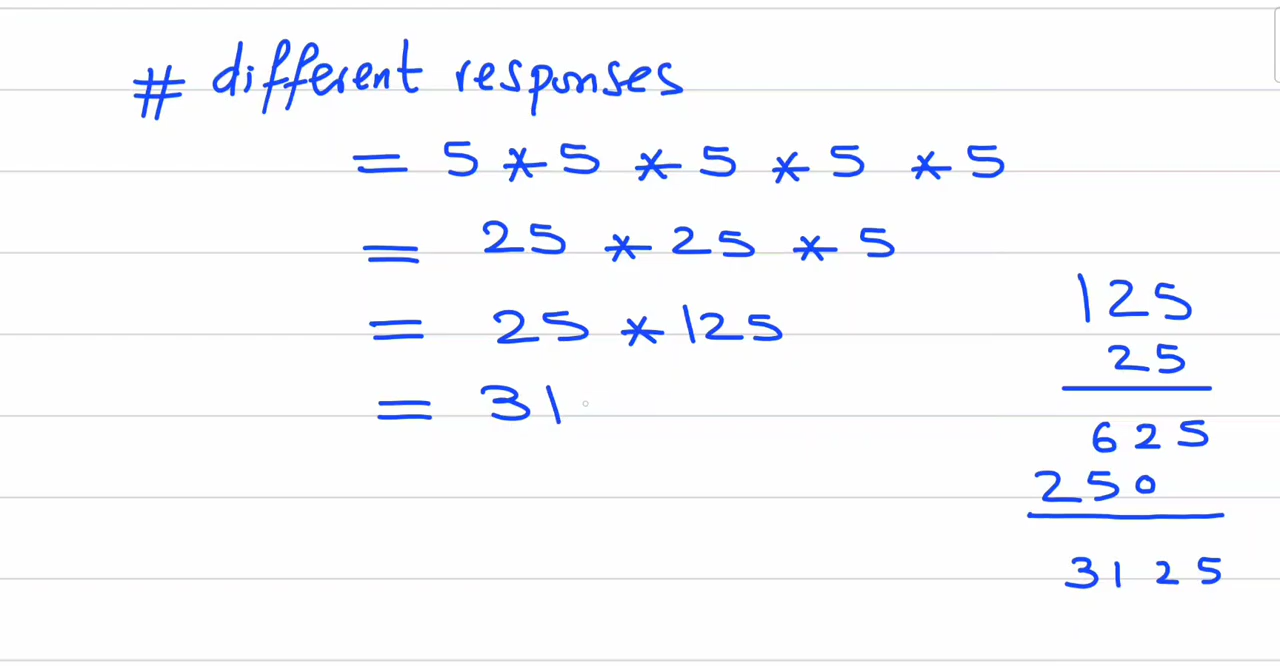 # different responses
= 5 * 5 * 5 * 5 * 5
= 25 * 25 * 5
= 25 * 125
= 31
125
25
625
250
3125